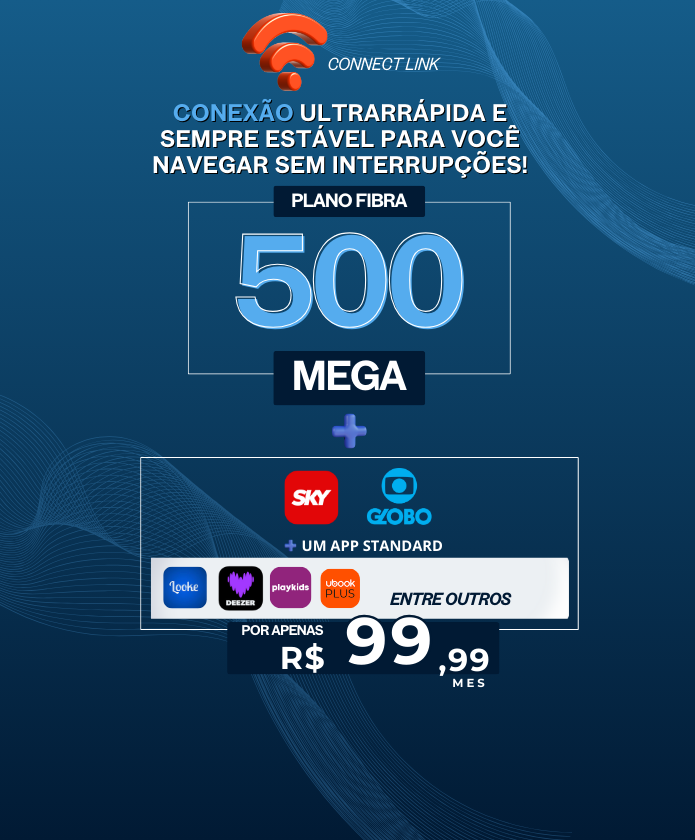 CONNECT LINK
CONEXÃO ULTRARRÁPIDA E
SEMPRE ESTÁVEL PARA VOCÊ
NAVEGAR SEM INTERRUPÇÕES!
PLANO FIBRA
500
MEGA
+
SKY
GLOBO
+ UM APP STANDARD
Looke
DEEZER
playkids
ubook
PLUS
ENTRE OUTROS
POR APENAS
R$ 99,99
MES